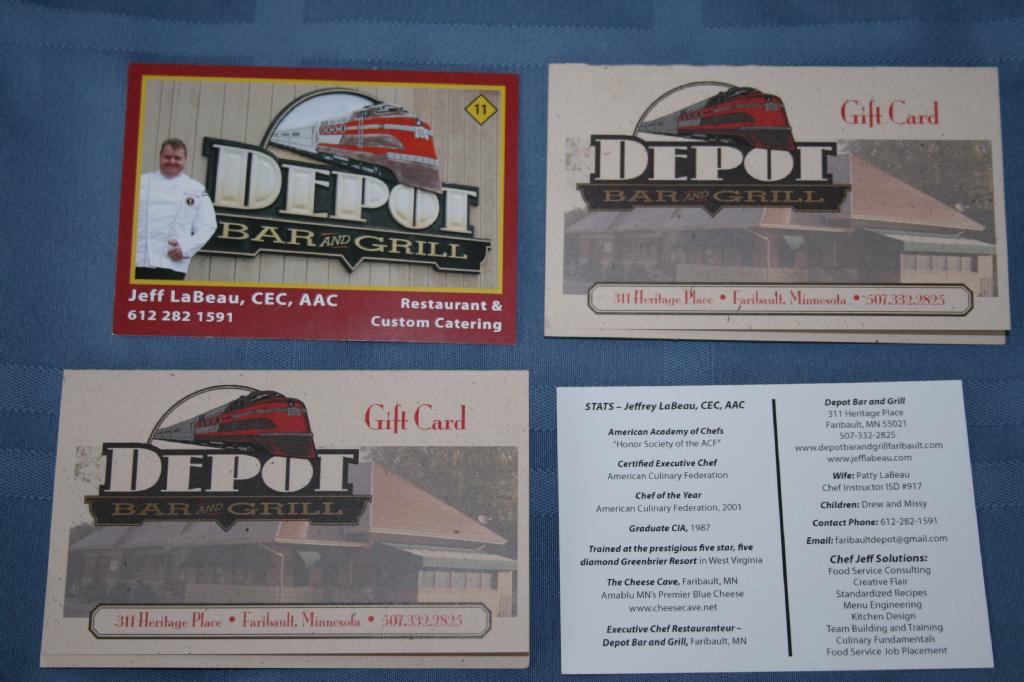 11
DEPOT
BAR AND GRILL
Jeff LaBeau, CEC, AAC
612 282 1591
Restaurant &
Custom Catering
Gift Card
DEPOT
BAR AND GRILL
311 Heritage Place • Faribault, Minnesota • 507.332.2825
Gift Card
DEPOT
BAR AND GRILL
311 Heritage Place • Faribault, Minnesota • 507.332.2825
STATS – Jeffrey LaBeau, CEC, AAC
American Academy of Chefs
"Honor Society of the ACF"
Certified Executive Chef
American Culinary Federation
Chef of the Year
American Culinary Federation, 2001
Graduate CIA, 1987
Trained at the prestigious five star, five
diamond Greenbrier Resort in West Virginia
The Cheese Cave, Faribault, MN
Amablu MN's Premier Blue Cheese
www.cheesecave.net
Executive Chef Restauranteur –
Depot Bar and Grill, Faribault, MN
Depot Bar and Grill
311 Heritage Place
Faribault, MN 55021
507-332-2825
www.depotbarandgrillfaribault.com
www.jefflabeau.com
Wife: Patty LaBeau
Chef Instructor ISD #917
Children: Drew and Missy
Contact Phone: 612-282-1591
Email: faribaultdepot@gmail.com
Chef Jeff Solutions:
Food Service Consulting
Creative Flair
Standardized Recipes
Menu Engineering
Kitchen Design
Team Building and Training
Culinary Fundamentals
Food Service Job Placement